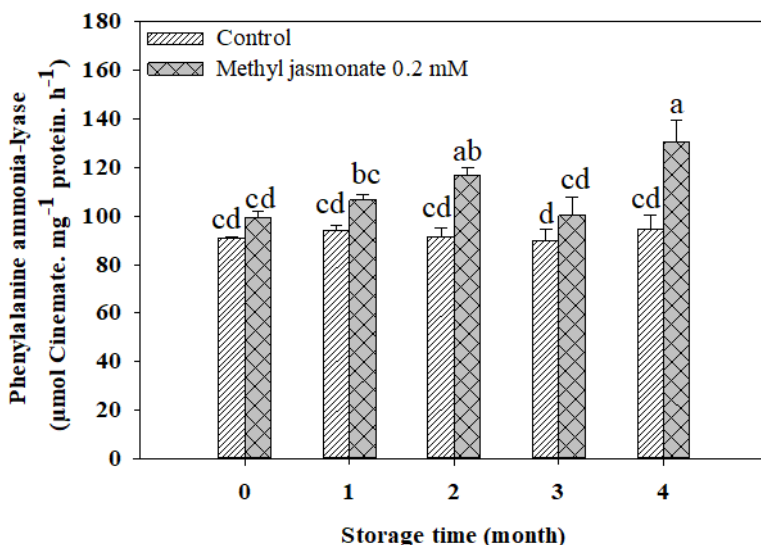 Phenylalanine ammonia-lyase
(μmol Cinemate. mg⁻¹ protein. h⁻¹)
180
160
140
120
100
80
60
40
20
0
Control
Methyl jasmonate 0.2 mM
cd
cd
cd
bc
cd
ab
d
cd
cd
a
0
1
2
3
4
Storage time (month)